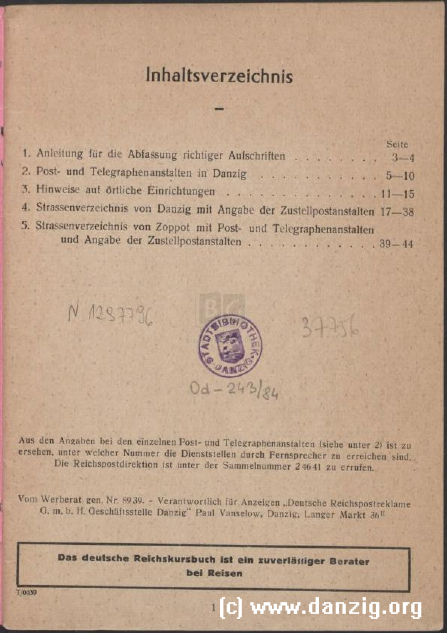 Inhaltsverzeichnis
Seite
1. Anleitung für die Abfassung richtiger Aufschriften . . . . . . . . 3—4
2. Post- und Telegraphenanstalten in Danzig . . . . . . . . . . . 5—10
3. Hinweise auf örtliche Einrichtungen . . . . . . . . . . . . . 11—15
4. Strassenverzeichnis von Danzig mit Angabe der Zustellpostanstalten 17—38
5. Strassenverzeichnis von Zoppot mit Post- und Telegraphenanstalten
und Angabe der Zustellpostanstalten . . . . . . . . . . . 39—44
N 1237796
37756
STADTBIBLIOTHEK
DANZIG
Od - 243/84
Aus den Angaben bei den einzelnen Post- und Telegraphenanstalten (siehe unter 2) ist zu
ersehen, unter welcher Nummer die Dienststellen durch Fernsprecher zu erreichen sind.
Die Reichspostdirektion ist unter der Sammelnummer 24641 zu errufen.
Vom Werberat gen. Nr. 8939. - Verantwortlich für Anzeigen „Deutsche Reichspostreklame
G. m. b. H. Geschäftsstelle Danzig" Paul Vanselow, Danzig, Langer Markt 36
Das deutsche Reichskursbuch ist ein zuverlässiger Berater
bei Reisen
1
(c) www.danzig.org